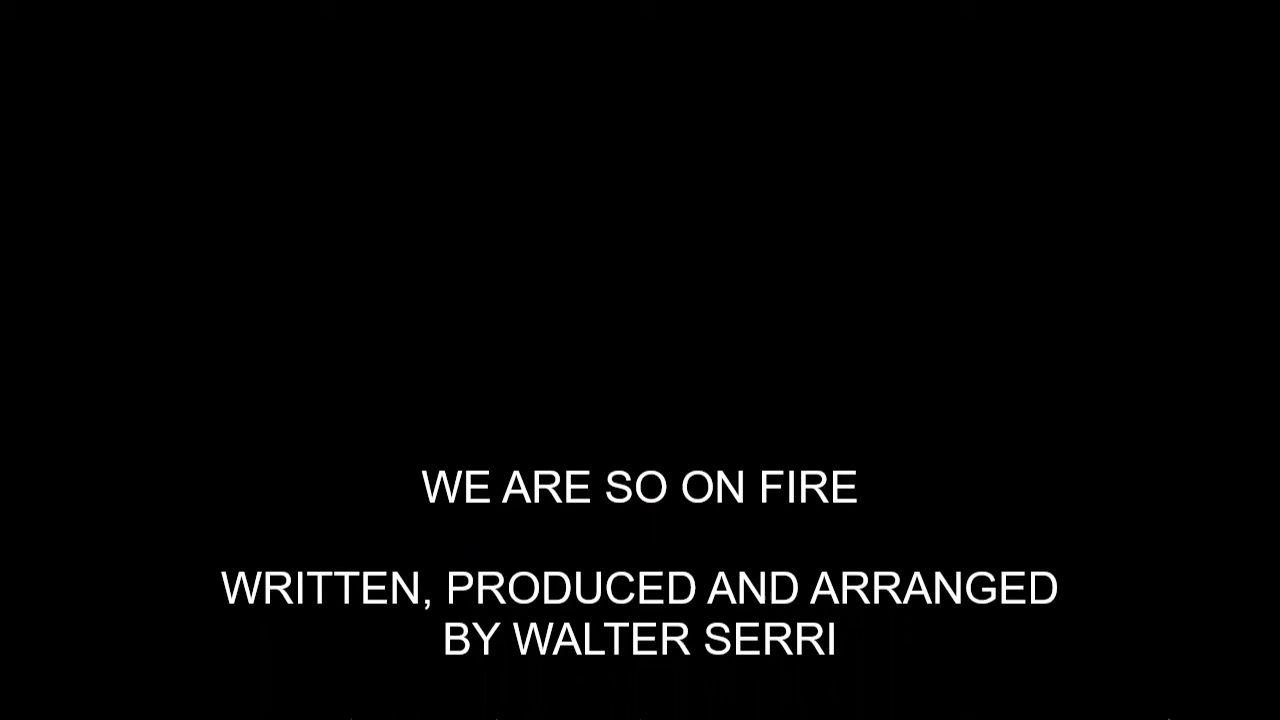 WE ARE SO ON FIRE
WRITTEN, PRODUCED AND ARRANGED
BY WALTER SERRI